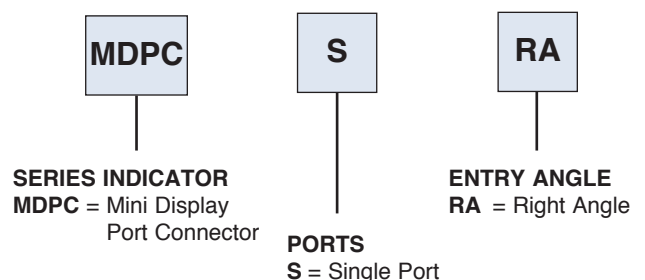 MDPC S RA
SERIES INDICATOR
MDPC = Mini Display
Port Connector
PORTS
S = Single Port
ENTRY ANGLE
RA = Right Angle